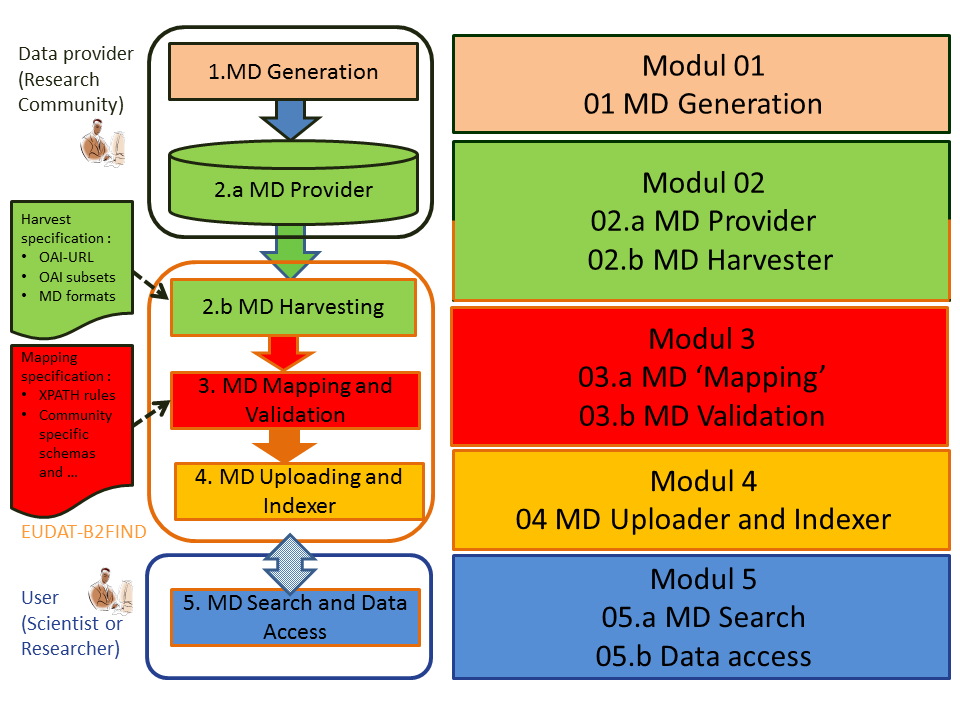 Data provider
(Research
Community)
1.MD Generation
2.a MD Provider
Harvest
specification :
• OAI-URL
• OAI subsets
• MD formats
2.b MD Harvesting
Mapping
specification :
• XPATH rules
• Community
specific
schemas
and ...
3. MD Mapping and
Validation
4. MD Uploading and
Indexer
EUDAT-B2FIND
User
(Scientist or
Researcher)
5. MD Search and Data
Access
Modul 01
01 MD Generation
Modul 02
02.a MD Provider
02.b MD Harvester
Modul 3
03.a MD ‘Mapping’
03.b MD Validation
Modul 4
04 MD Uploader and Indexer
Modul 5
05.a MD Search
05.b Data access